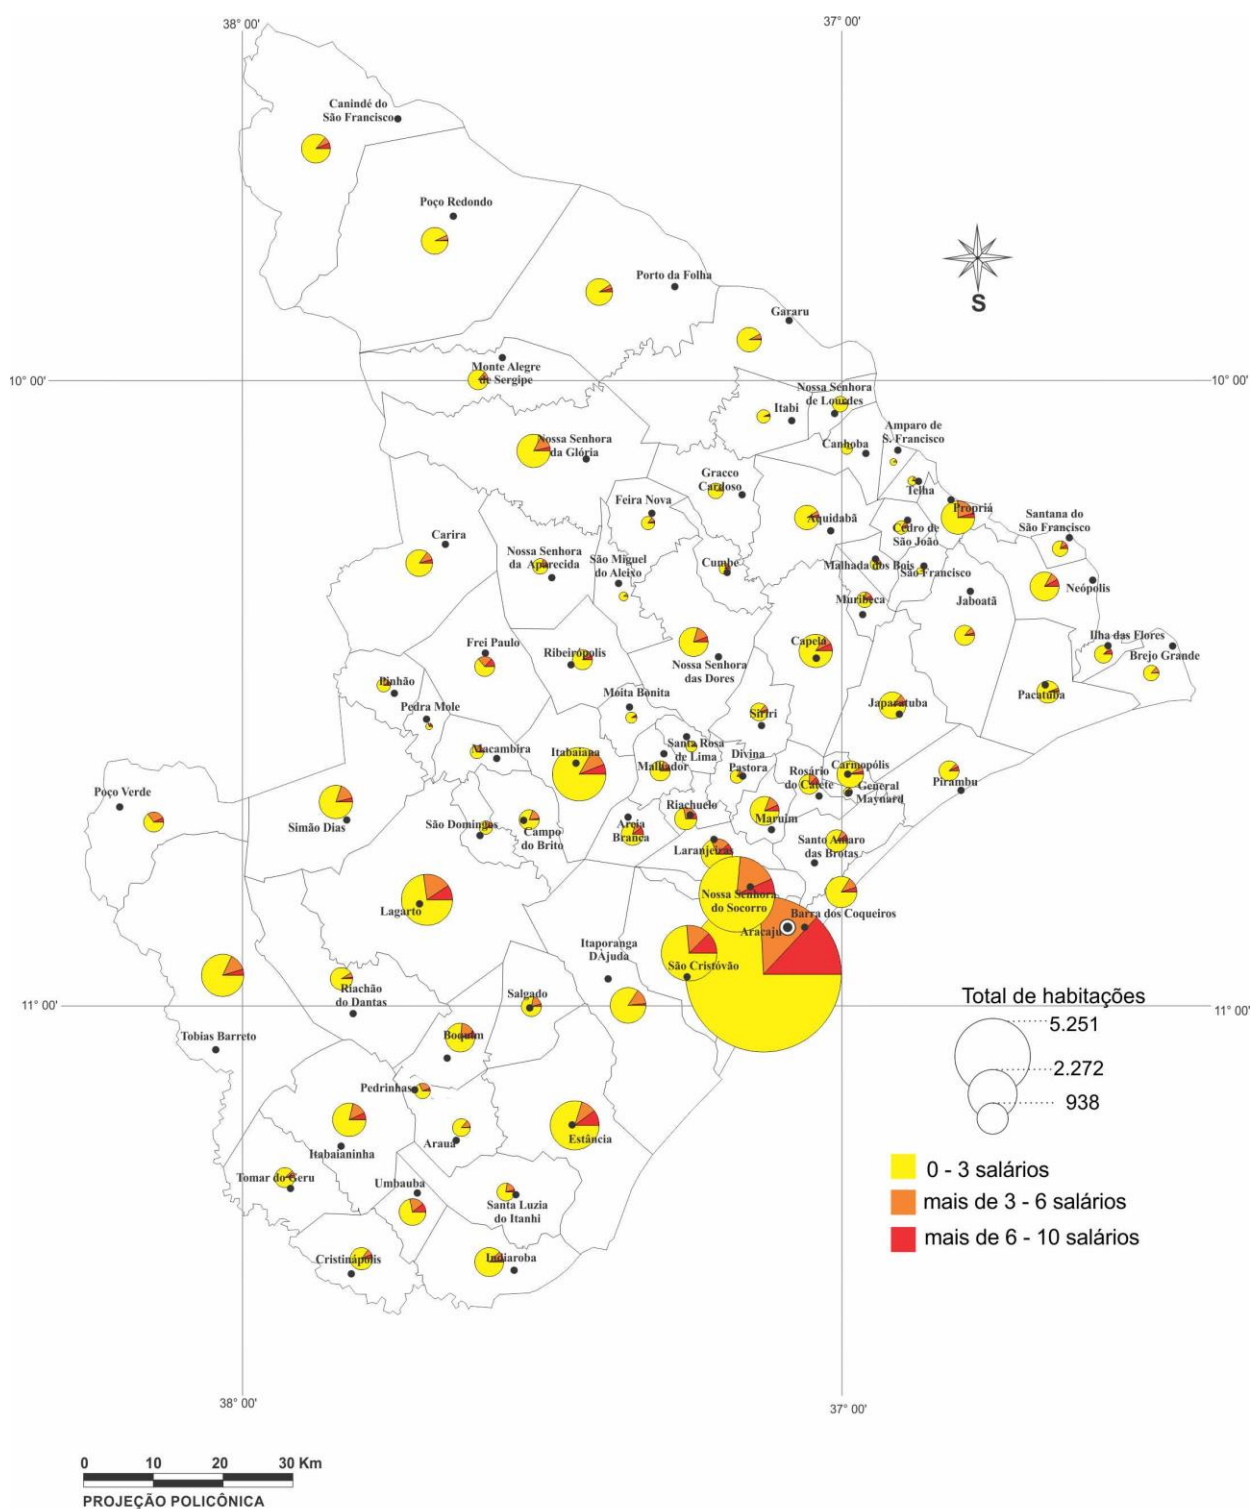 38° 00'
37° 00'
Canindé do
São Francisco
Poço Redondo
Porto da Folha
S
Gararu
Monte Alegre
de Sergipe
10° 00'
10° 00'
Nossa Senhora
de Lourdes
Itabi
Nossa Senhora
da Glória
Canhoba
Amparo de
S. Francisco
Gracco
Cardoso
Telha
Feira Nova
Aquidabã
Propriá
Cedro de
São João
Santana do
São Francisco
Carira
Nossa Senhora
da Aparecida
São Miguel
do Aleixo
Cumbe
Malhada dos Bois
São Francisco
Neópolis
Muribeca
Jaboatã
Frei Paulo
Ribeirópolis
Nossa Senhora
das Dores
Capela
Ilha das Flores
Brejo Grande
Pinhão
Pedra Mole
Moita Bonita
Siriri
Japaratuba
Pacatuba
Macambira
Itabaiana
Santa Rosa
de Lima
Malhador
Divina
Pastora
Rosário
do Catete
Carmopólis
General
Maynard
Pirambu
Poço Verde
Simão Dias
São Domingos
Campo
do Brito
Areia
Branca
Riachuelo
Maruim
Laranjeiras
Santo Amaro
das Brotas
Lagarto
Nossa Senhora
do Socorro
Barra dos Coqueiros
Aracaju
Itaporanga
DAjuda
São Cristóvão
Riachão
do Dantas
Salgado
11° 00'
11° 00'
Tobias Barreto
Boquim
Pedrinhas
Arauá
Estância
Itabaianinha
Tomar do Geru
Umbauba
Santa Luzia
do Itanhi
Cristinápolis
Indiaroba
Total de habitações
5.251
2.272
938
0 - 3 salários
mais de 3 - 6 salários
mais de 6 - 10 salários
38° 00'
37° 00'
0 10 20 30 Km
PROJEÇÃO POLICÔNICA